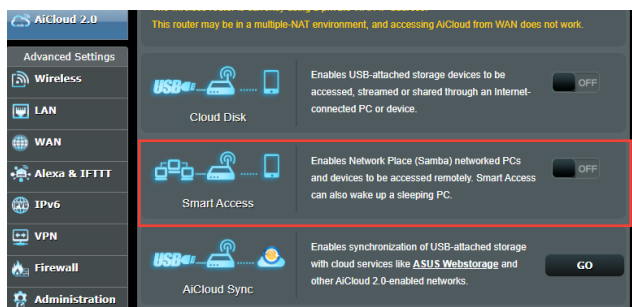 AiCloud 2.0
This router may be in a multiple-NAT environment, and accessing AiCloud from WAN does not work.
Advanced Settings
Wireless
LAN
WAN
Alexa & IFTTT
IPv6
VPN
Firewall
Administration
USB
Cloud Disk
Enables USB-attached storage devices to be
accessed, streamed or shared through an Internet-
connected PC or device.
OFF
Smart Access
Enables Network Place (Samba) networked PCs
and devices to be accessed remotely. Smart Access
can also wake up a sleeping PC.
OFF
USB
AiCloud Sync
Enables synchronization of USB-attached storage
with cloud services like ASUS Webstorage and
other AiCloud 2.0-enabled networks.
GO